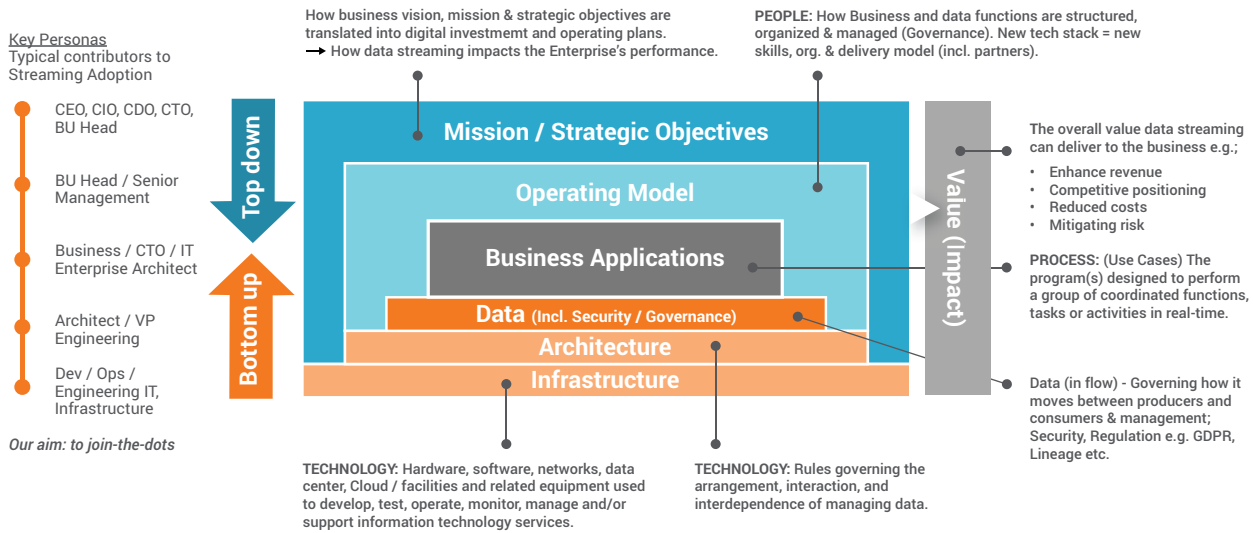 Key Personas
Typical contributors to
Streaming Adoption
CEO, CIO, CDO, CTO,
BU Head
BU Head / Senior
Management
Business / CTO / IT
Enterprise Architect
Architect / VP
Engineering
Dev / Ops /
Engineering IT,
Infrastructure
Our aim: to join-the-dots
Top down
Bottom up
How business vision, mission & strategic objectives are
translated into digital investmemt and operating plans.
→ How data streaming impacts the Enterprise's performance.
PEOPLE: How Business and data functions are structured,
organized & managed (Governance). New tech stack = new
skills, org. & delivery model (incl. partners).
Mission / Strategic Objectives
Operating Model
Business Applications
Data (Incl. Security / Governance)
Architecture
Infrastructure
Value (Impact)
The overall value data streaming
can deliver to the business e.g.;
• Enhance revenue
• Competitive positioning
• Reduced costs
• Mitigating risk
PROCESS: (Use Cases) The
program(s) designed to perform
a group of coordinated functions,
tasks or activities in real-time.
Data (in flow) - Governing how it
moves between producers and
consumers & management;
Security, Regulation e.g. GDPR,
Lineage etc.
TECHNOLOGY: Hardware, software, networks, data
center, Cloud / facilities and related equipment used
to develop, test, operate, monitor, manage and/or
support information technology services.
TECHNOLOGY: Rules governing the
arrangement, interaction, and
interdependence of managing data.